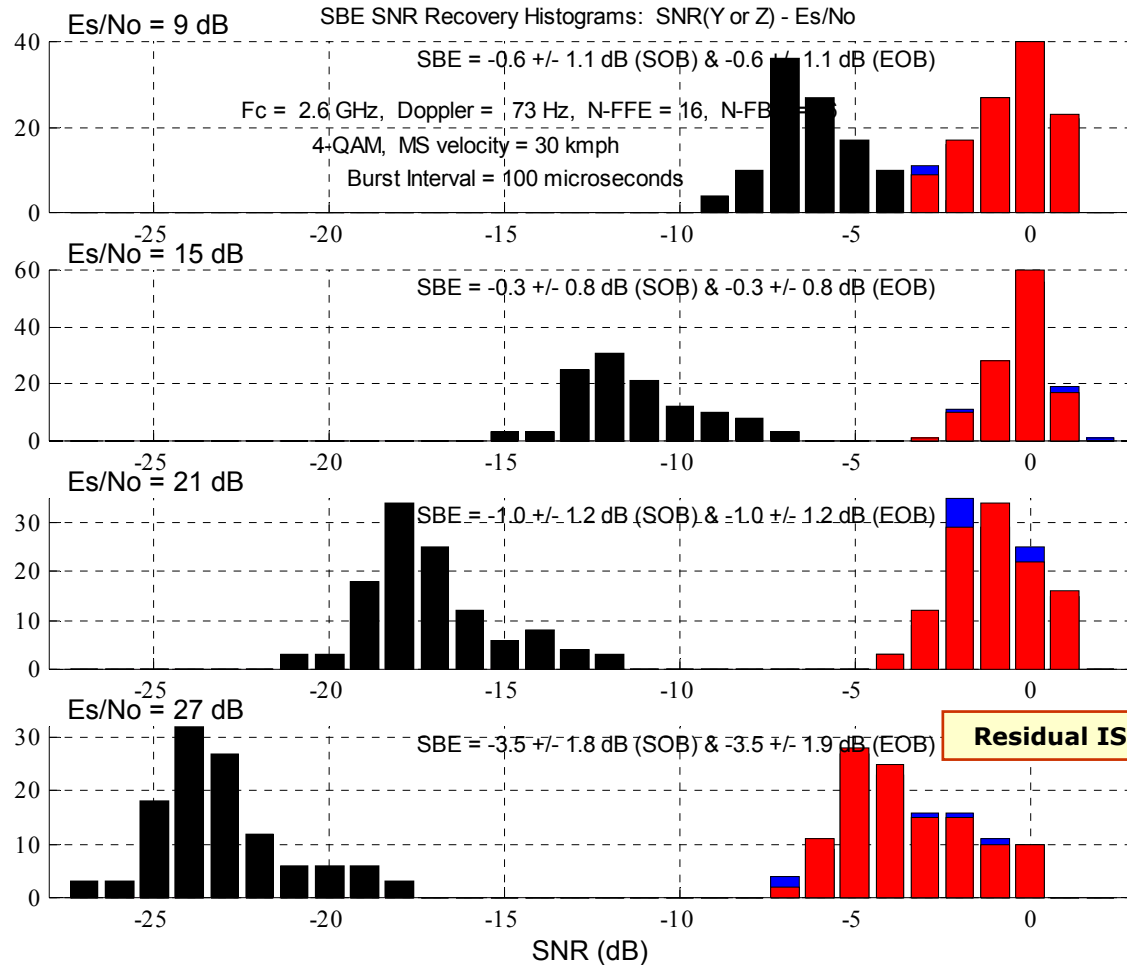 Es/No = 9 dB
SBE SNR Recovery Histograms: SNR(Y or Z) - Es/No
40
SBE = -0.6 +/- 1.1 dB (SOB) & -0.6 +/- 1.1 dB (EOB)
Fc = 2.6 GHz, Doppler = 73 Hz, N-FFE = 16, N-FB
20
4-QAM, MS velocity = 30 kmph
Burst Interval = 100 microseconds
0
-25 -20 -15 -10 -5 0
Es/No = 15 dB
60
SBE = -0.3 +/- 0.8 dB (SOB) & -0.3 +/- 0.8 dB (EOB)
40
20
0
-25 -20 -15 -10 -5 0
Es/No = 21 dB
30
SBE = -1.0 +/- 1.2 dB (SOB) & -1.0 +/- 1.2 dB (EOB)
20
10
0
-25 -20 -15 -10 -5 0
Es/No = 27 dB
30
SBE = -3.5 +/- 1.8 dB (SOB) & -3.5 +/- 1.9 dB (EOB)
Residual IS
20
10
0
-25 -20 -15 -10 -5 0
SNR (dB)